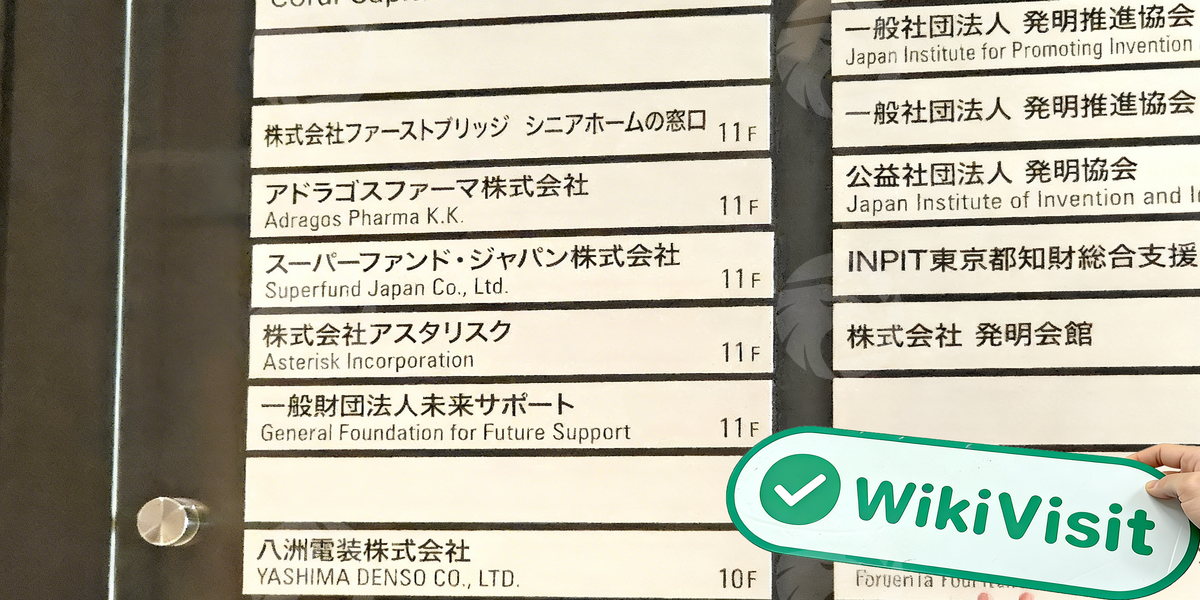 株式会社ファーストブリッジ シニアホームの窓口 11F
アドラゴスファーマ株式会社
Adragos Pharma K.K. 11F
スーパーファンド・ジャパン株式会社
Superfund Japan Co., Ltd. 11F
株式会社アスタリスク
Asterisk Incorporation 11F
一般財団法人未来サポート
General Foundation for Future Support 11F
八洲電装株式会社
YASHIMA DENSO CO., LTD. 10F
一般社団法人 発明推進協会
Japan Institute for Promoting Invention
一般社団法人 発明推進協会
公益社団法人 発明協会
Japan Institute of Invention and
INPIT東京都知財総合支援
株式会社 発明会館
WikiVisit